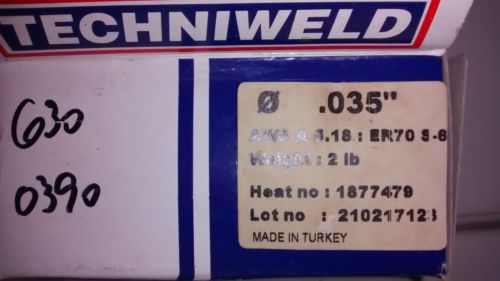 TECHNIWELD
630
0390
Ø .035"
AWS A 5.18 : ER70 S-6
Weight : 2 lb
Heat no : 1877479
Lot no : 210217123
MADE IN TURKEY